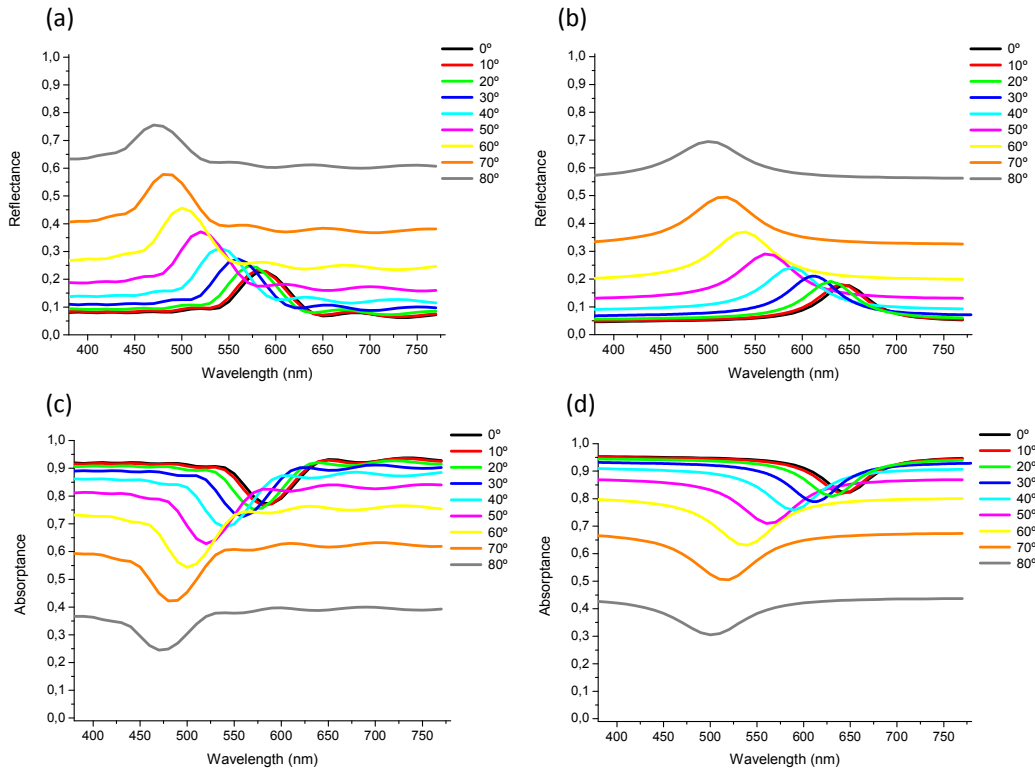 (a)
Reflectance
1,0
0,9
0,8
0,7
0,6
0,5
0,4
0,3
0,2
0,1
0,0
400 450 500 550 600 650 700 750
Wavelength (nm)
0º
10º
20º
30º
40º
50º
60º
70º
80º
(b)
Reflectance
1,0
0,9
0,8
0,7
0,6
0,5
0,4
0,3
0,2
0,1
0,0
400 450 500 550 600 650 700 750
Wavelength (nm)
0º
10º
20º
30º
40º
50º
60º
70º
80º
(c)
Absorptance
1,0
0,9
0,8
0,7
0,6
0,5
0,4
0,3
0,2
0,1
0,0
400 450 500 550 600 650 700 750
Wavelength (nm)
0º
10º
20º
30º
40º
50º
60º
70º
80º
(d)
Absorptance
1,0
0,9
0,8
0,7
0,6
0,5
0,4
0,3
0,2
0,1
0,0
400 450 500 550 600 650 700 750
Wavelength (nm)
0º
10º
20º
30º
40º
50º
60º
70º
80º